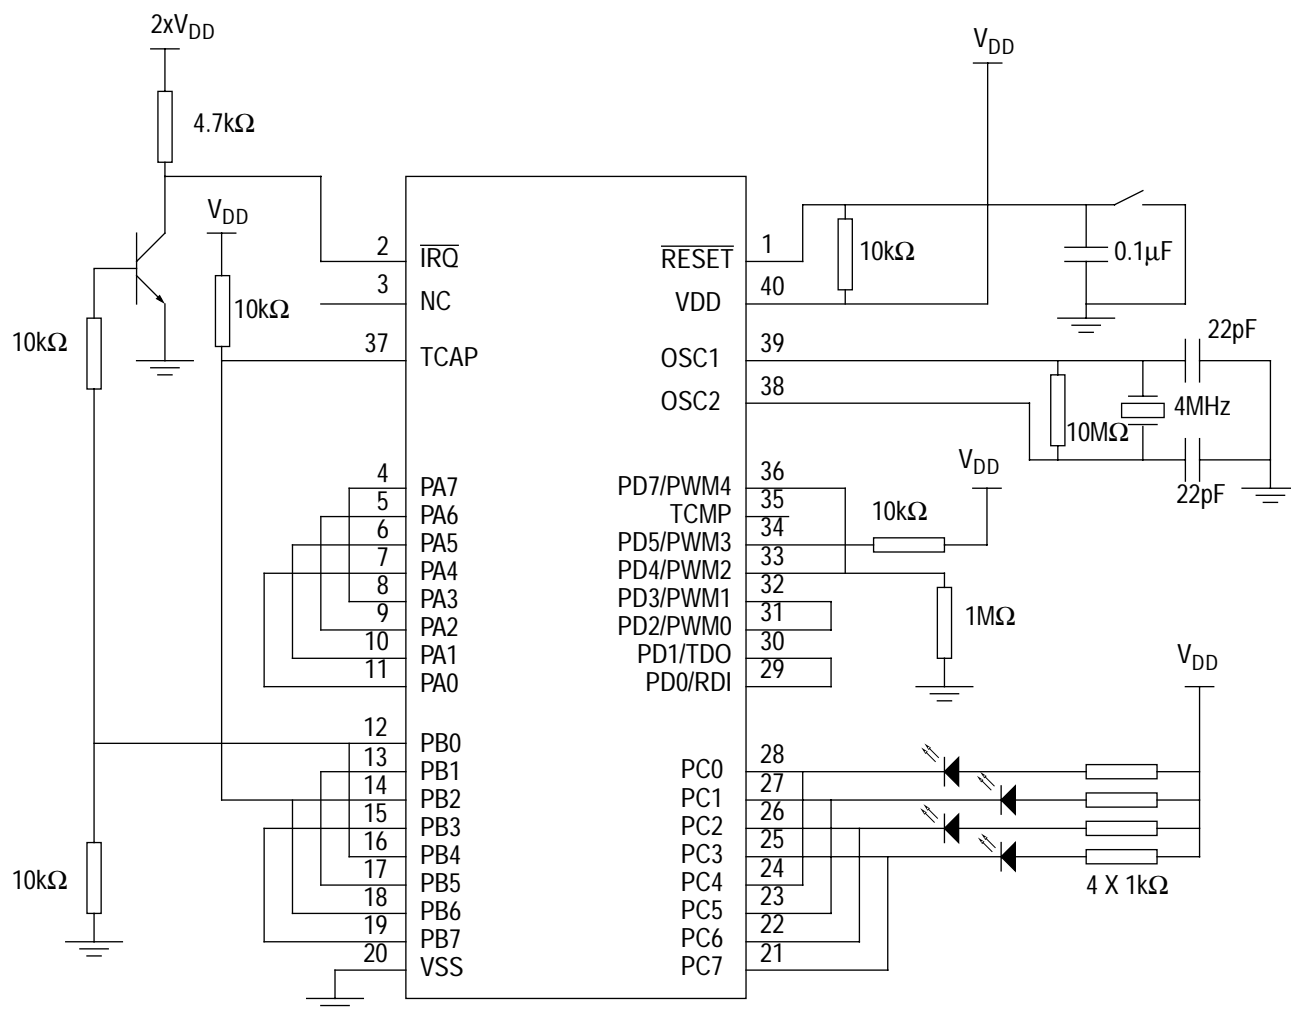 2xVDD
VDD
4.7kΩ
VDD
2
IRQ
RESET
1
10kΩ
0.1µF
3
NC
VDD
40
10kΩ
10kΩ
37
TCAP
OSC1
39
22pF
OSC2
38
4MHz
10MΩ
22pF
VDD
4
PA7
PD7/PWM4
36
5
PA6
TCMP
35
10kΩ
6
PA5
PD5/PWM3
34
7
PA4
PD4/PWM2
33
8
PA3
PD3/PWM1
32
9
PA2
PD2/PWM0
31
1MΩ
10
PA1
PD1/TDO
30
11
PA0
PD0/RDI
29
VDD
12
PB0
13
PB1
PC0
28
14
PB2
PC1
27
15
PB3
PC2
26
16
PB4
PC3
25
17
PB5
PC4
24
10kΩ
4 X 1kΩ
18
PB6
PC5
23
19
PB7
PC6
22
20
VSS
PC7
21